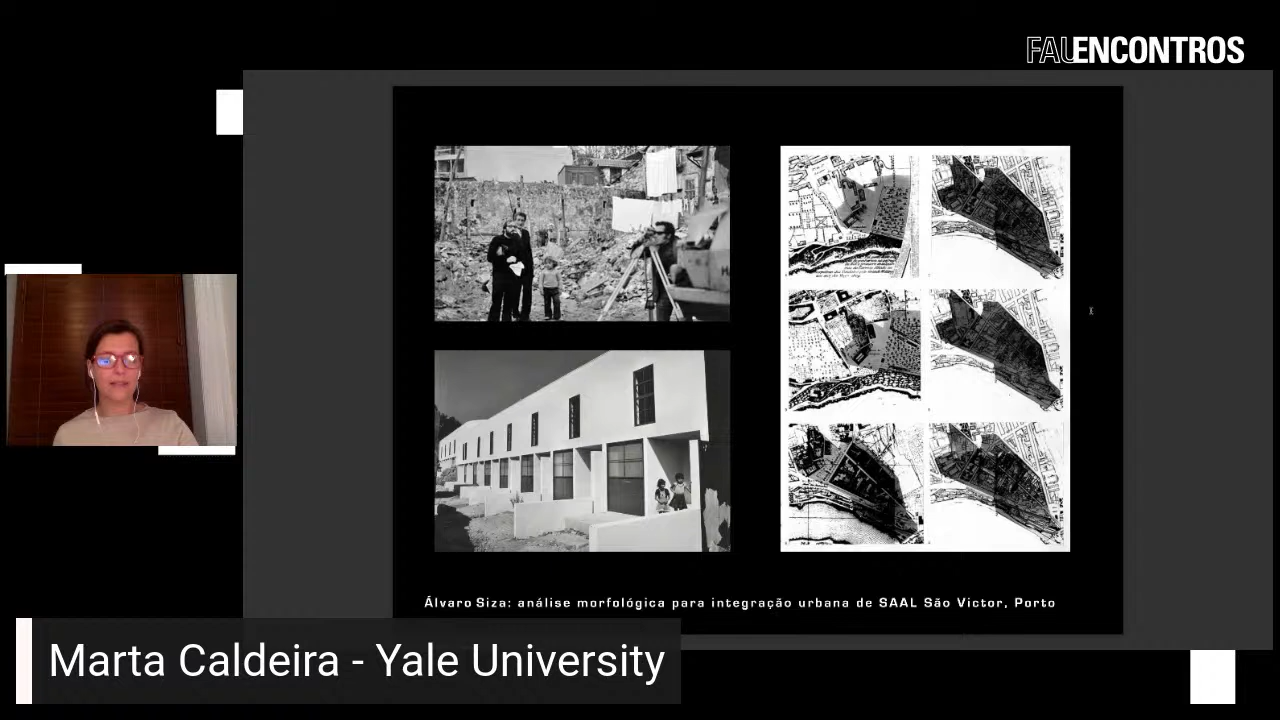 FAUENCONTROS
Álvaro Siza: análise morfológica para integração urbana de SAAL São Victor, Porto
Marta Caldeira - Yale University